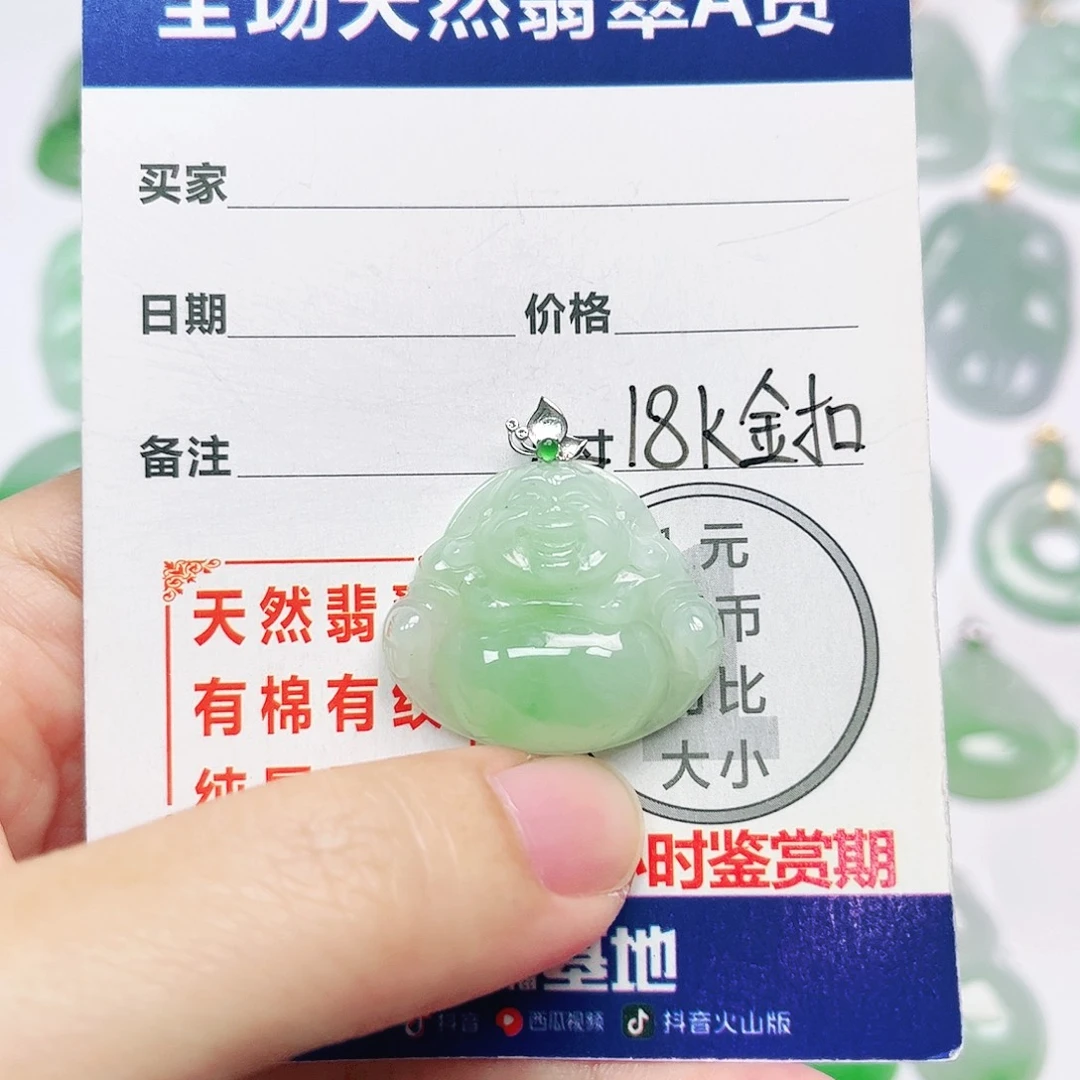 全场天然翡翠A货
买家
日期 价格
备注 寸 18K金扣
元
币
比
大小
天然翡
有棉有纹
纯
小时鉴赏期
基地
抖音 西瓜视频 抖音火山版